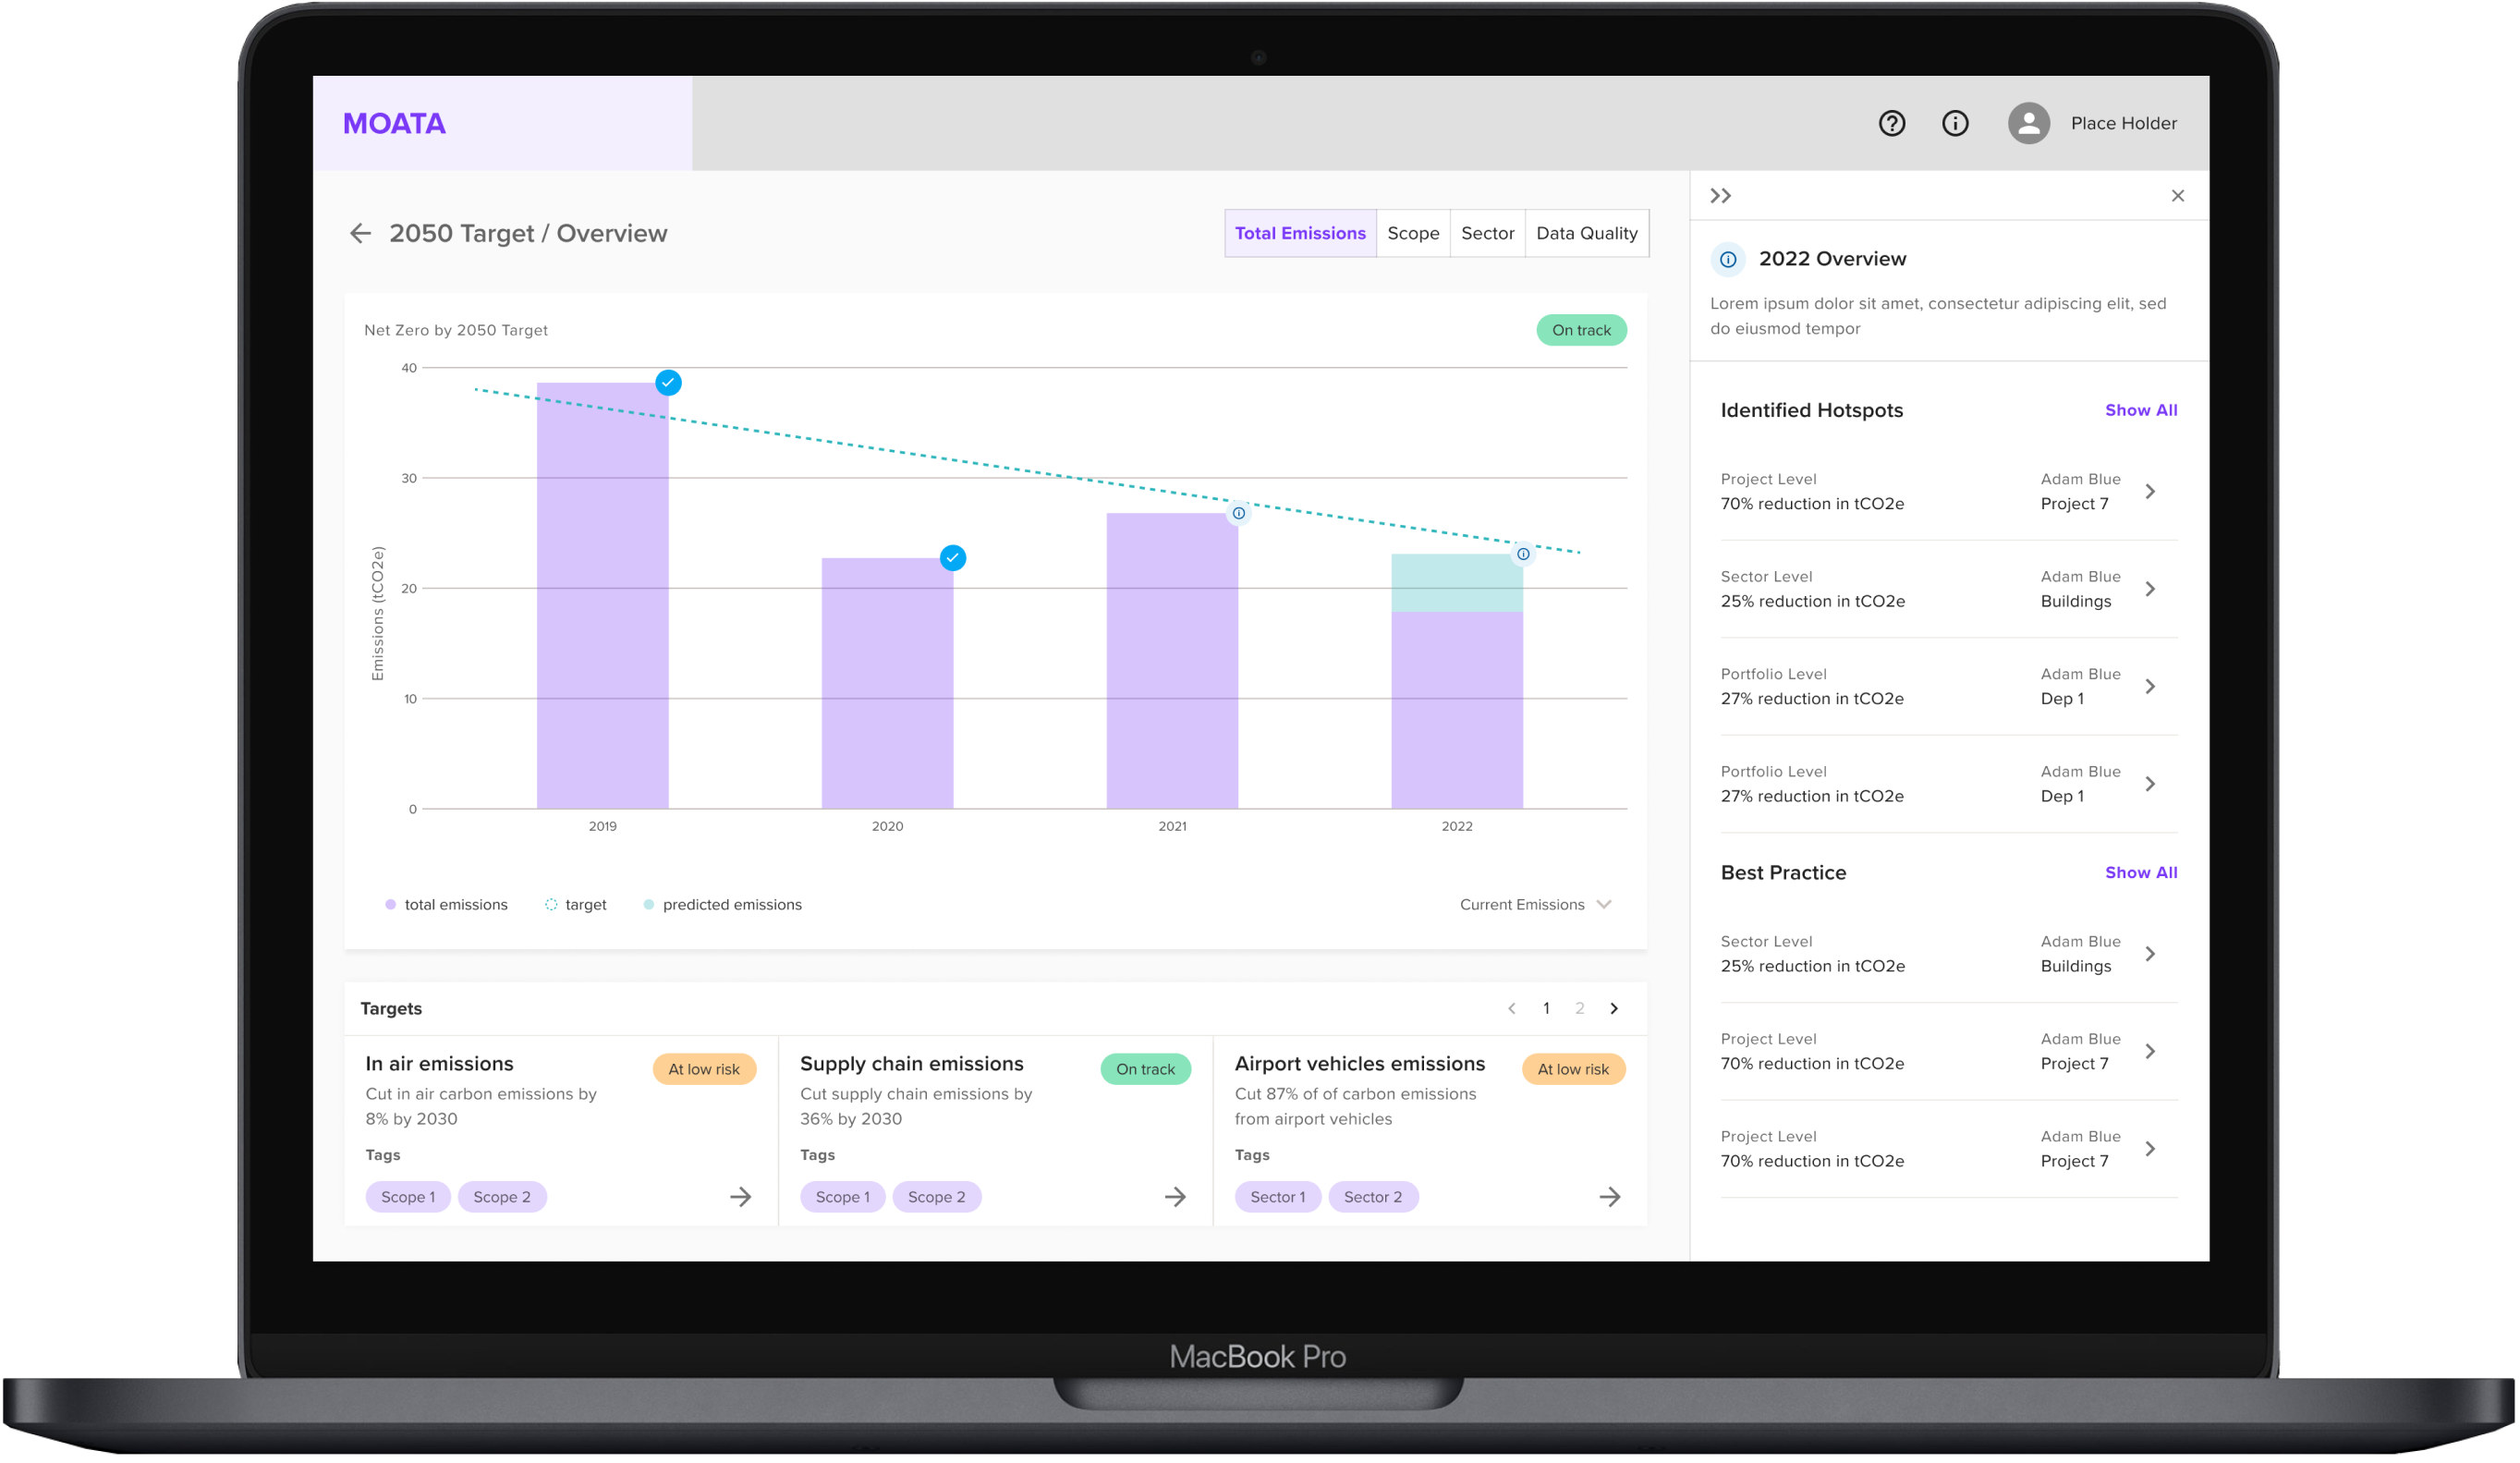 MOATA
Place Holder
2050 Target / Overview
Total Emissions
Scope
Sector
Data Quality
Net Zero by 2050 Target
On track
40
30
20
10
0
Emissions (tCO2e)
2019
2020
2021
2022
total emissions
target
predicted emissions
Current Emissions
Targets
1
2
In air emissions
At low risk
Cut in air carbon emissions by
8% by 2030
Tags
Scope 1
Scope 2
Supply chain emissions
On track
Cut supply chain emissions by
36% by 2030
Tags
Scope 1
Scope 2
Airport vehicles emissions
At low risk
Cut 87% of of carbon emissions
from airport vehicles
Tags
Sector 1
Sector 2
2022 Overview
Lorem ipsum dolor sit amet, consectetur adipiscing elit, sed
do eiusmod tempor
Identified Hotspots
Show All
Project Level
70% reduction in tCO2e
Adam Blue
Project 7
Sector Level
25% reduction in tCO2e
Adam Blue
Buildings
Portfolio Level
27% reduction in tCO2e
Adam Blue
Dep 1
Portfolio Level
27% reduction in tCO2e
Adam Blue
Dep 1
Best Practice
Show All
Sector Level
25% reduction in tCO2e
Adam Blue
Buildings
Project Level
70% reduction in tCO2e
Adam Blue
Project 7
Project Level
70% reduction in tCO2e
Adam Blue
Project 7
MacBook Pro